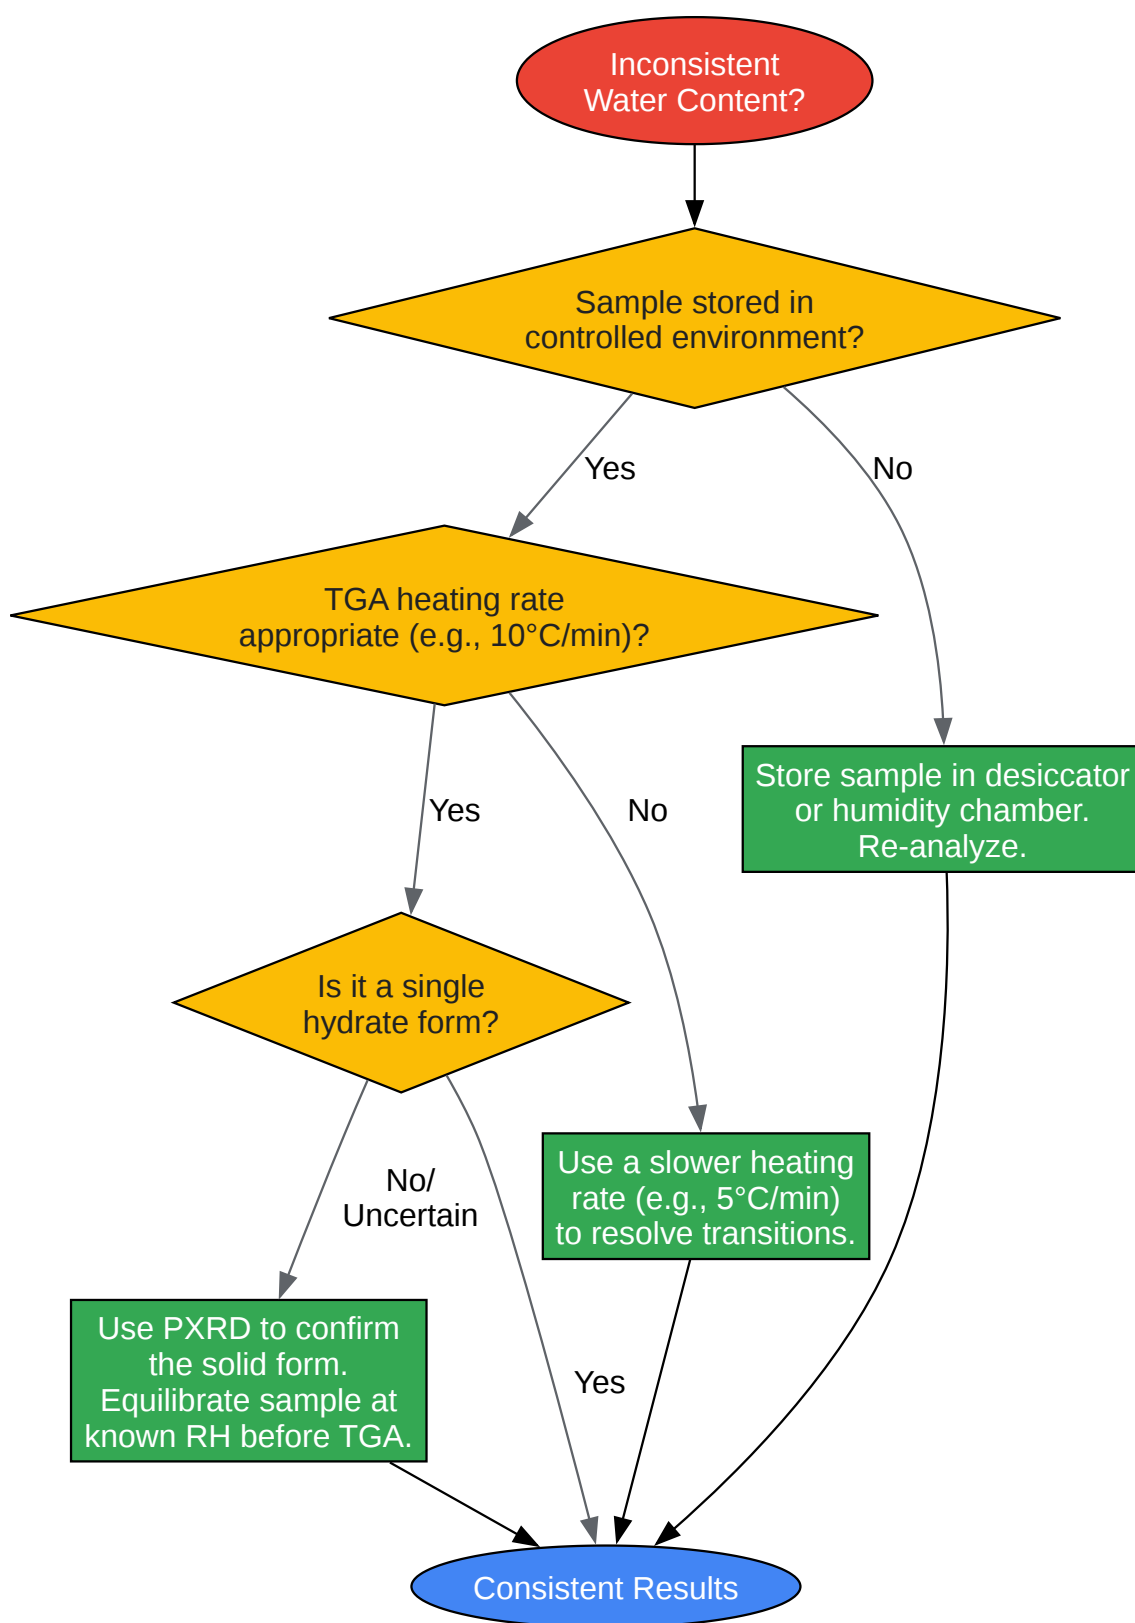 Inconsistent
Water Content?
Sample stored in
controlled environment?
Yes
No
TGA heating rate
appropriate (e.g., 10°C/min)?
Store sample in desiccator
or humidity chamber.
Re-analyze.
Yes
No
Is it a single
hydrate form?
Use a slower heating
rate (e.g., 5°C/min)
to resolve transitions.
No/
Uncertain
Use PXRD to confirm
the solid form.
Equilibrate sample at
known RH before TGA.
Yes
Consistent Results